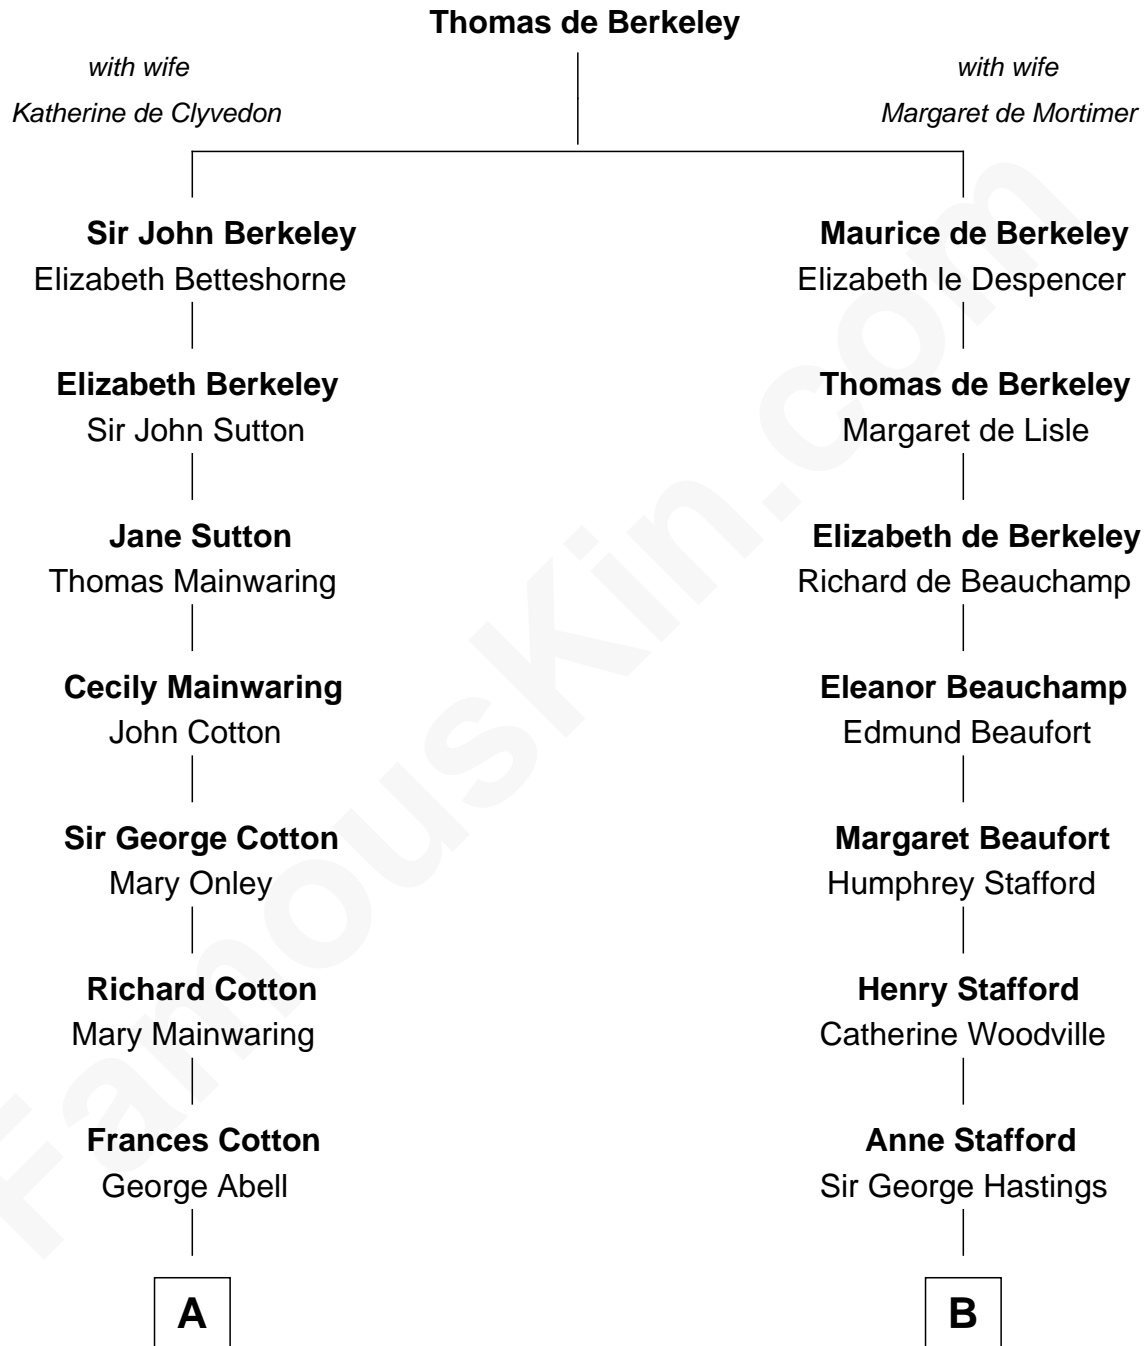 Thomas de Berkeley
with wife
Katherine de Clyvedon
with wife
Margaret de Mortimer
Sir John Berkeley
Elizabeth Betteshorne
Maurice de Berkeley
Elizabeth le Despencer
Elizabeth Berkeley
Sir John Sutton
Thomas de Berkeley
Margaret de Lisle
Jane Sutton
Thomas Mainwaring
Elizabeth de Berkeley
Richard de Beauchamp
Cecily Mainwaring
John Cotton
Eleanor Beauchamp
Edmund Beaufort
Sir George Cotton
Mary Onley
Margaret Beaufort
Humphrey Stafford
Richard Cotton
Mary Mainwaring
Henry Stafford
Catherine Woodville
Frances Cotton
George Abell
Anne Stafford
Sir George Hastings
A
B
FamousKin.com